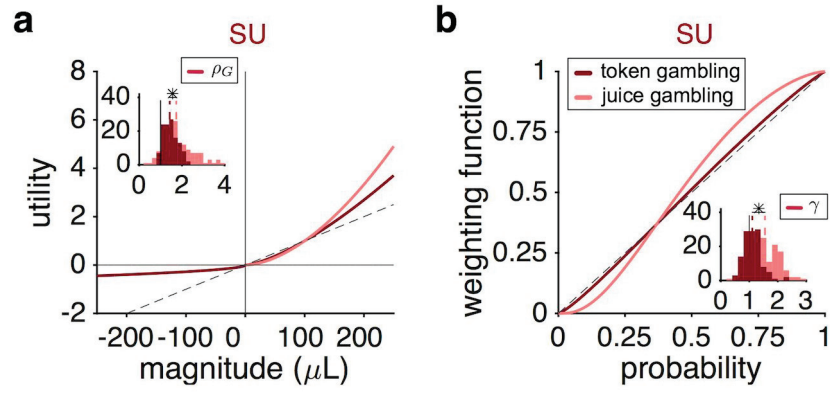 a
SU
ρG
utility
8
6
4
2
0
-2
40
20
0
*
0 2 4
-200 -100 0 100 200
magnitude (μL)
b
SU
token gambling
juice gambling
weighting function
1
0.75
0.5
0.25
0
40
20
0
*
γ
0 1 2 3
0 0.25 0.5 0.75 1
probability